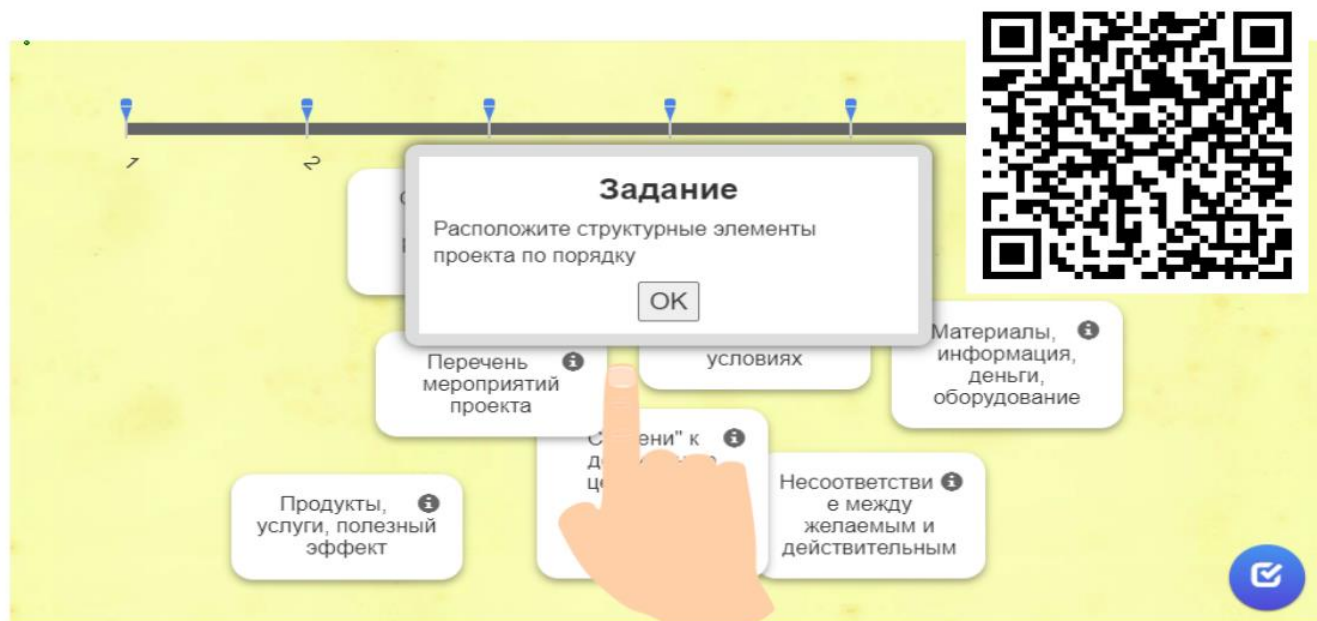 1
2
Задание
Расположите структурные элементы
проекта по порядку
OK
условиях
Материалы,
информация,
деньги,
оборудование
Перечень
мероприятий
проекта
к
Продукты,
услуги, полезный
эффект
Несоответстви
е между
желаемым и
действительным